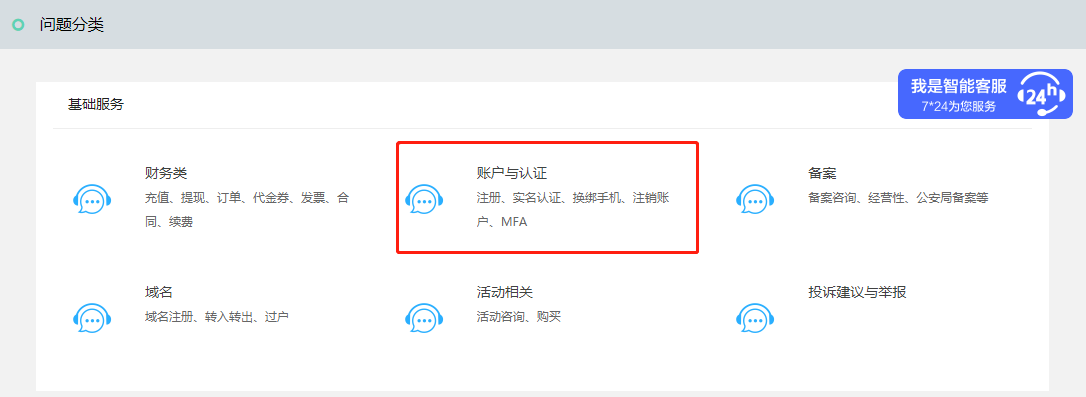 问题分类
我是智能客服
7*24为您服务
24h
基础服务
财务类
充值、提现、订单、代金券、发票、合
同、续费
账户与认证
注册、实名认证、换绑手机、注销账
户、MFA
备案
备案咨询、经营性、公安局备案等
域名
域名注册、转入转出、过户
活动相关
活动咨询、购买
投诉建议与举报